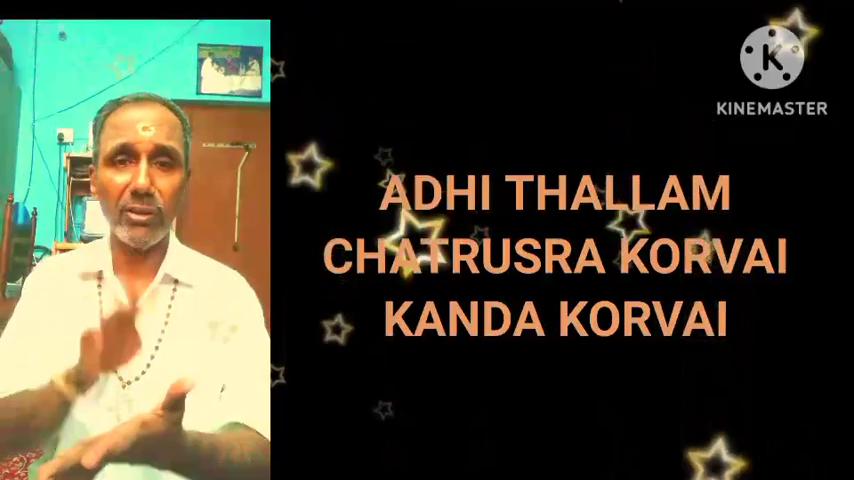 KINEMASTER
ADHI THALLAM
CHATRUSRA KORVAI
KANDA KORVAI